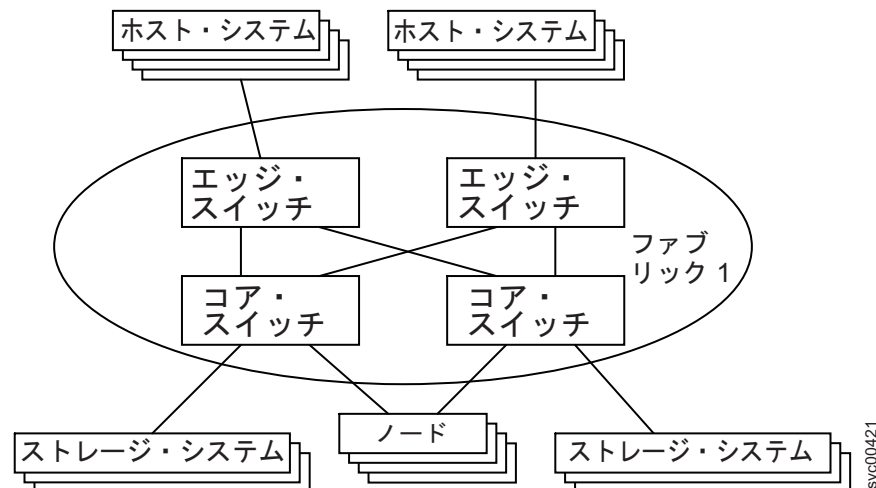 ホスト・システム
ホスト・システム
エッジ・
スイッチ
エッジ・
スイッチ
ファブ
リック 1
コア・
スイッチ
コア・
スイッチ
ストレージ・システム
ノード
ストレージ・システム
svc00421